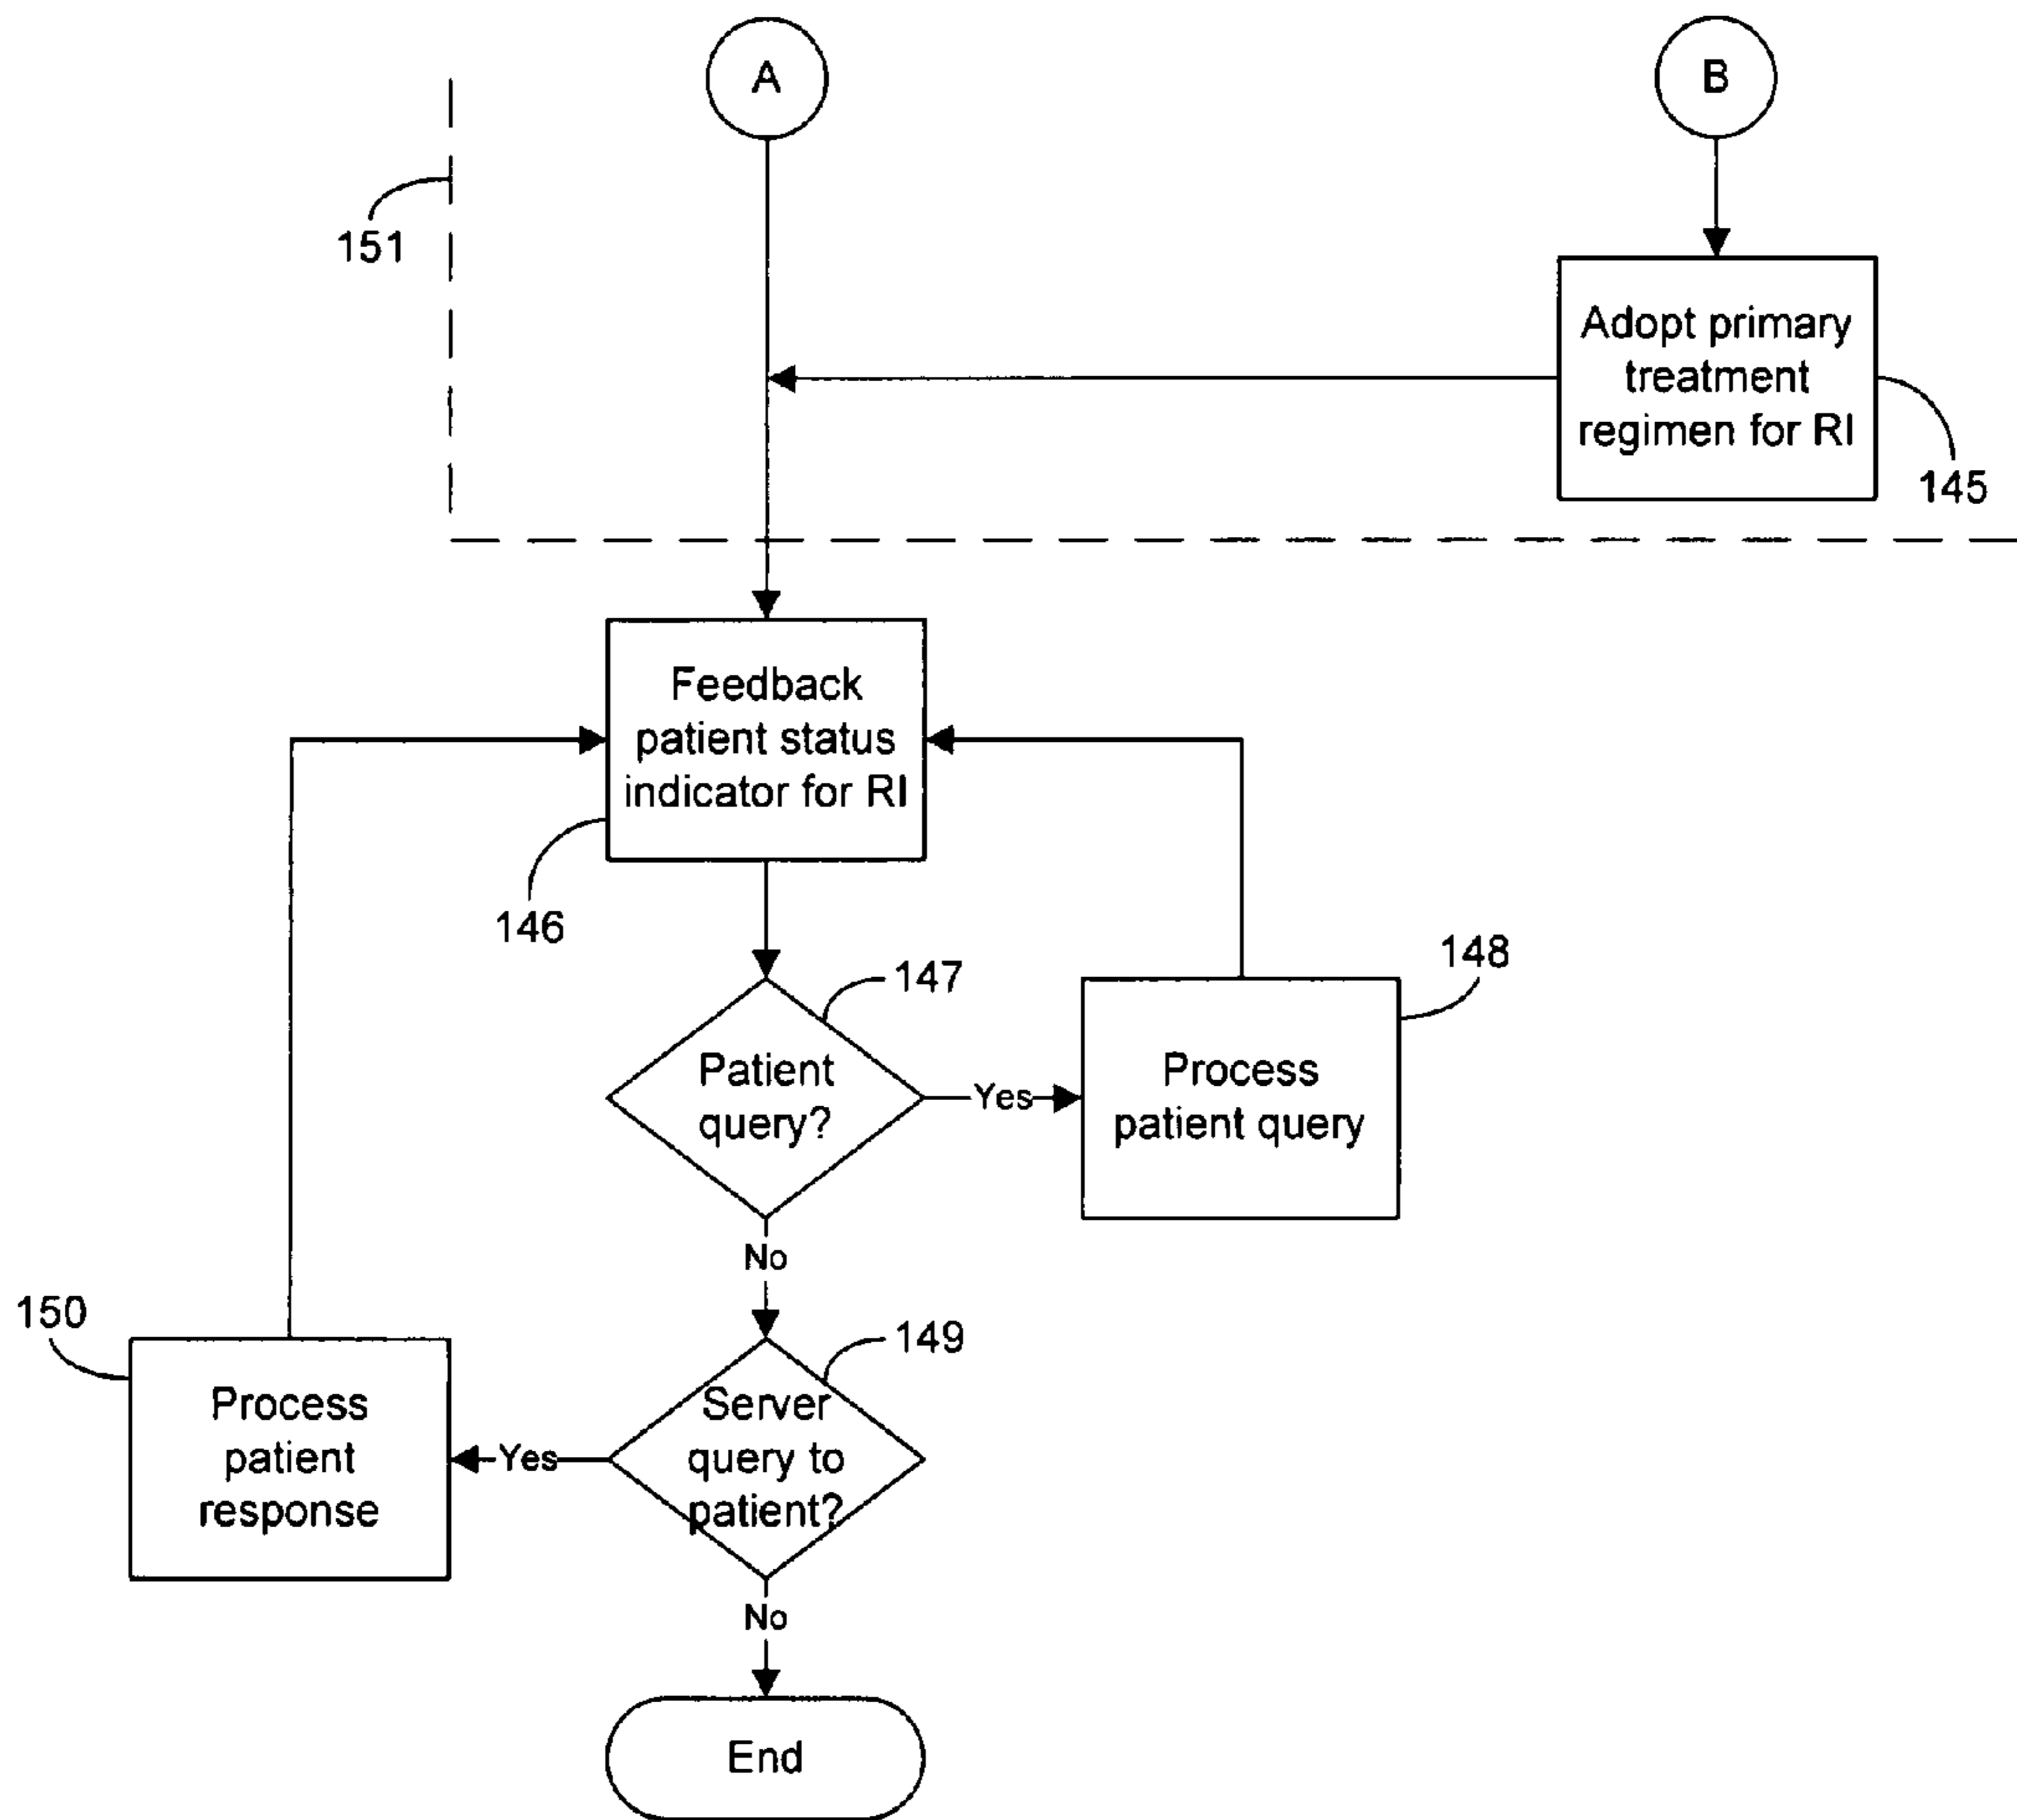 A
B
151
Adopt primary
treatment
regimen for RI
145
Feedback
patient status
indicator for RI
146
147
148
Patient
query?
Yes
Process
patient query
No
150
149
Process
patient
response
Yes
Server
query to
patient?
No
End